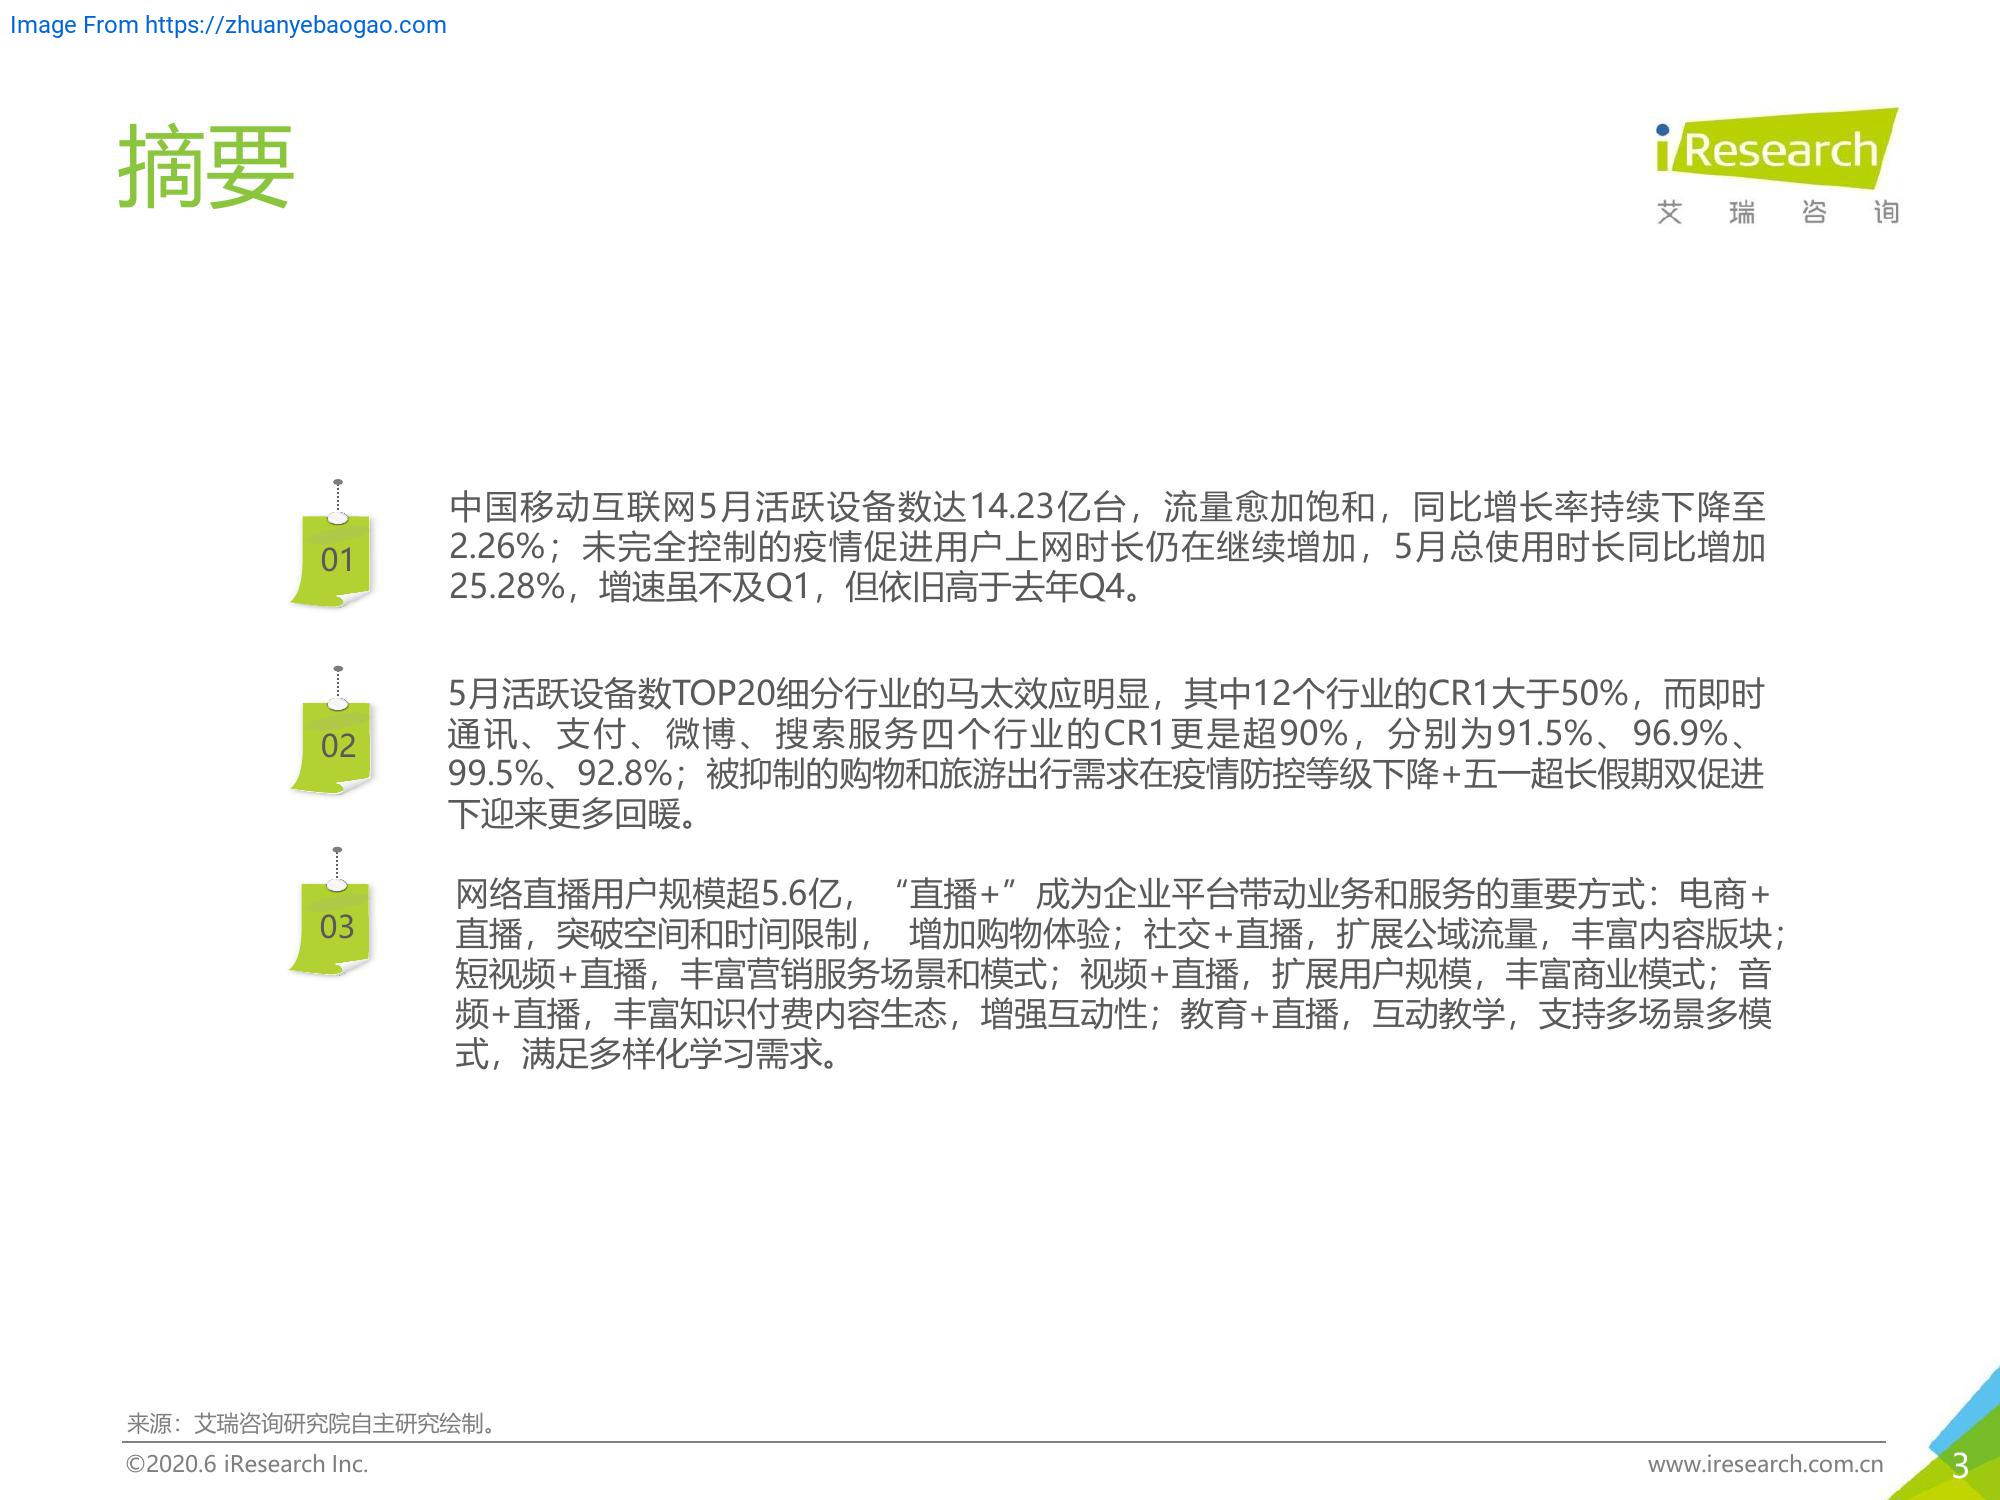 Image From https://zhuanyebaogao.com
摘要
iResearch
艾瑞咨询
01
中国移动互联网5月活跃设备数达14.23亿台，流量愈加饱和，同比增长率持续下降至
2.26%；未完全控制的疫情促进用户上网时长仍在继续增加，5月总使用时长同比增加
25.28%，增速虽不及Q1，但依旧高于去年Q4。
02
5月活跃设备数TOP20细分行业的马太效应明显，其中12个行业的CR1大于50%，而即时
通讯、支付、微博、搜索服务四个行业的CR1更是超90%，分别为91.5%、96.9%、
99.5%、92.8%；被抑制的购物和旅游出行需求在疫情防控等级下降+五一超长假期双促进
下迎来更多回暖。
03
网络直播用户规模超5.6亿，“直播+”成为企业平台带动业务和服务的重要方式：电商+
直播，突破空间和时间限制， 增加购物体验；社交+直播，扩展公域流量，丰富内容版块；
短视频+直播，丰富营销服务场景和模式；视频+直播，扩展用户规模，丰富商业模式；音
频+直播，丰富知识付费内容生态，增强互动性；教育+直播，互动教学，支持多场景多模
式，满足多样化学习需求。
来源：艾瑞咨询研究院自主研究绘制。
©2020.6 iResearch Inc.
www.iresearch.com.cn
3